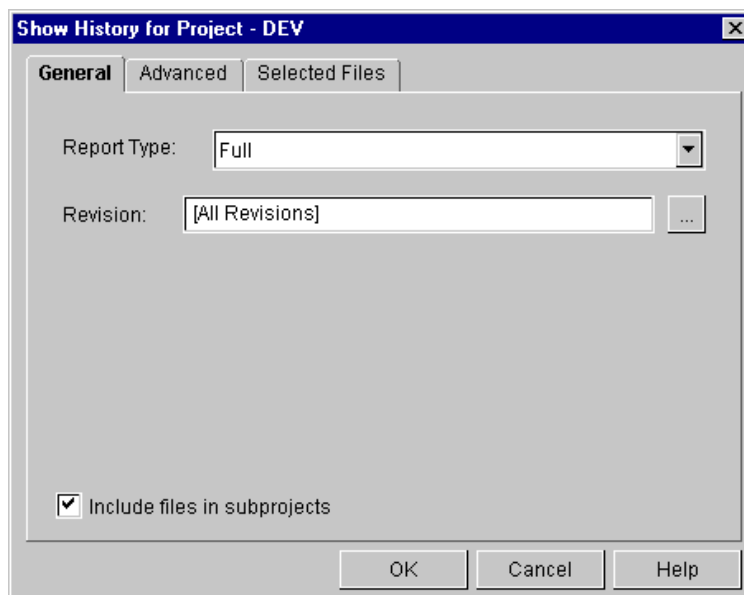 Show History for Project - DEV
General Advanced Selected Files
Report Type: Full
Revision: [All Revisions] ...
Include files in subprojects
OK Cancel Help